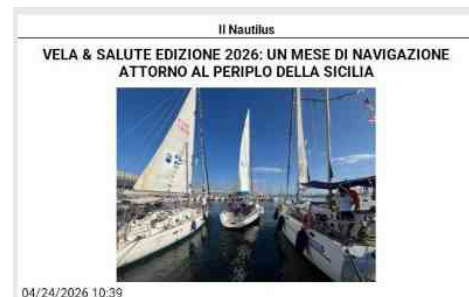 Il Nautilus
VELA & SALUTE EDIZIONE 2026: UN MESE DI NAVIGAZIONE
ATTORNO AL PERIPLO DELLA SICILIA
04/24/2026 10:39